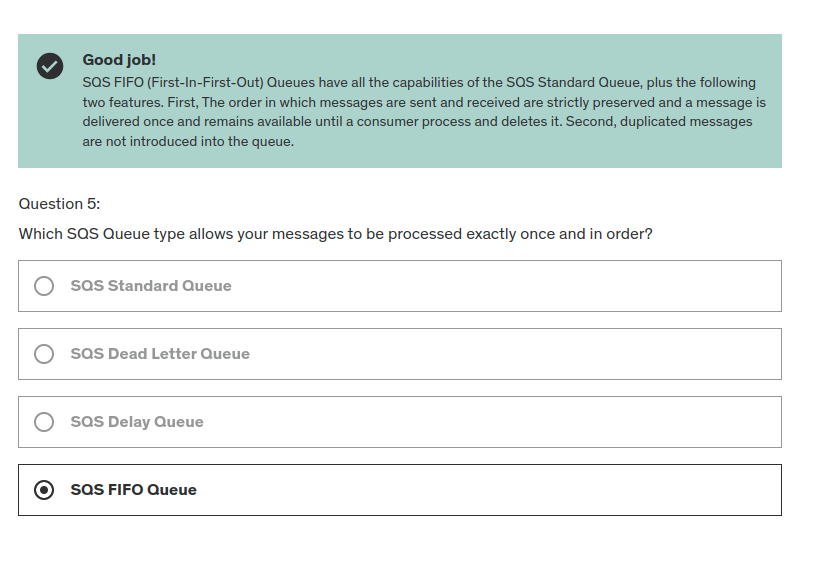 Good job!
SQS FIFO (First-In-First-Out) Queues have all the capabilities of the SQS Standard Queue, plus the following
two features. First, The order in which messages are sent and received are strictly preserved and a message is
delivered once and remains available until a consumer process and deletes it. Second, duplicated messages
are not introduced into the queue.
Question 5:
Which SQS Queue type allows your messages to be processed exactly once and in order?
SQS Standard Queue
SQS Dead Letter Queue
SQS Delay Queue
SQS FIFO Queue